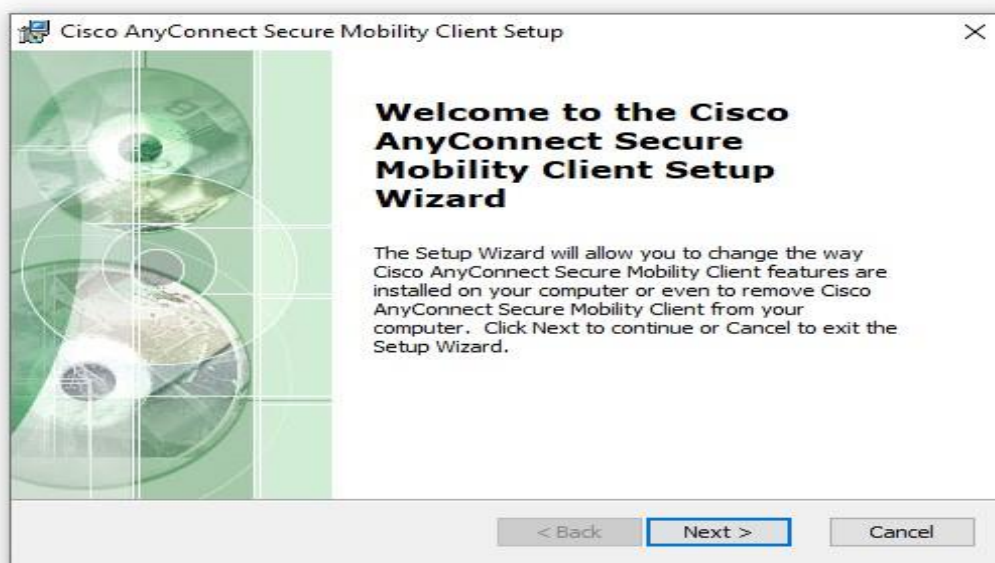 Cisco AnyConnect Secure Mobility Client Setup
Welcome to the Cisco
AnyConnect Secure
Mobility Client Setup
Wizard
The Setup Wizard will allow you to change the way
Cisco AnyConnect Secure Mobility Client features are
installed on your computer or even to remove Cisco
AnyConnect Secure Mobility Client from your
computer.  Click Next to continue or Cancel to exit the
Setup Wizard.
< Back
Next >
Cancel